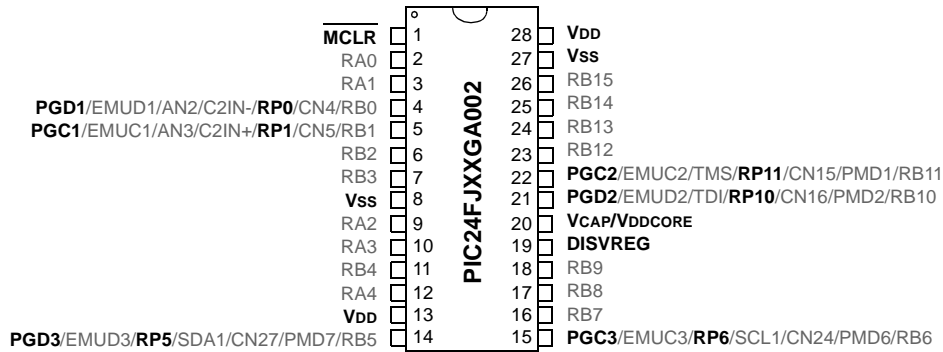 MCLR 1 28 VDD
RA0 2 27 VSS
RA1 3 26 RB15
PGD1/EMUD1/AN2/C2IN-/RP0/CN4/RB0 4 25 RB14
PGC1/EMUC1/AN3/C2IN+/RP1/CN5/RB1 5 24 RB13
RB2 6 23 RB12
RB3 7 22 PGC2/EMUC2/TMS/RP11/CN15/PMD1/RB11
VSS 8 21 PGD2/EMUD2/TDI/RP10/CN16/PMD2/RB10
RA2 9 20 VCAP/VDDCORE
RA3 10 19 DISVREG
RB4 11 18 RB9
RA4 12 17 RB8
VDD 13 16 RB7
PGD3/EMUD3/RP5/SDA1/CN27/PMD7/RB5 14 15 PGC3/EMUC3/RP6/SCL1/CN24/PMD6/RB6
PIC24FJXXGA002